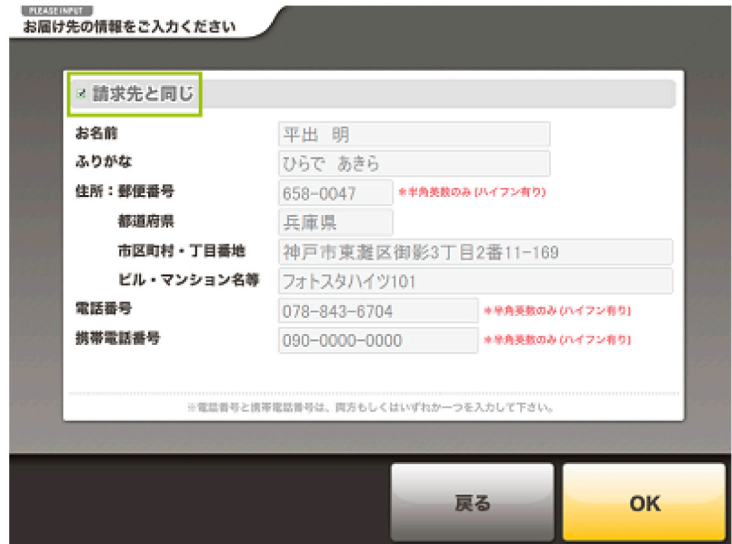 PLEASE INPUT
お届け先の情報をご入力ください
請求先と同じ
お名前 平出 明
ふりがな ひらで あきら
住所:郵便番号 658-0047 *半角英数のみ(ハイフン有り)
都道府県 兵庫県
市区町村・丁目番地 神戸市東灘区御影3丁目2番11-169
ビル・マンション名等 フォトスタハイツ101
電話番号 078-843-6704 *半角英数のみ(ハイフン有り)
携帯電話番号 090-0000-0000 *半角英数のみ(ハイフン有り)
※電話番号と携帯電話番号は、両方もしくはいずれか一つを入力して下さい。
戻る OK